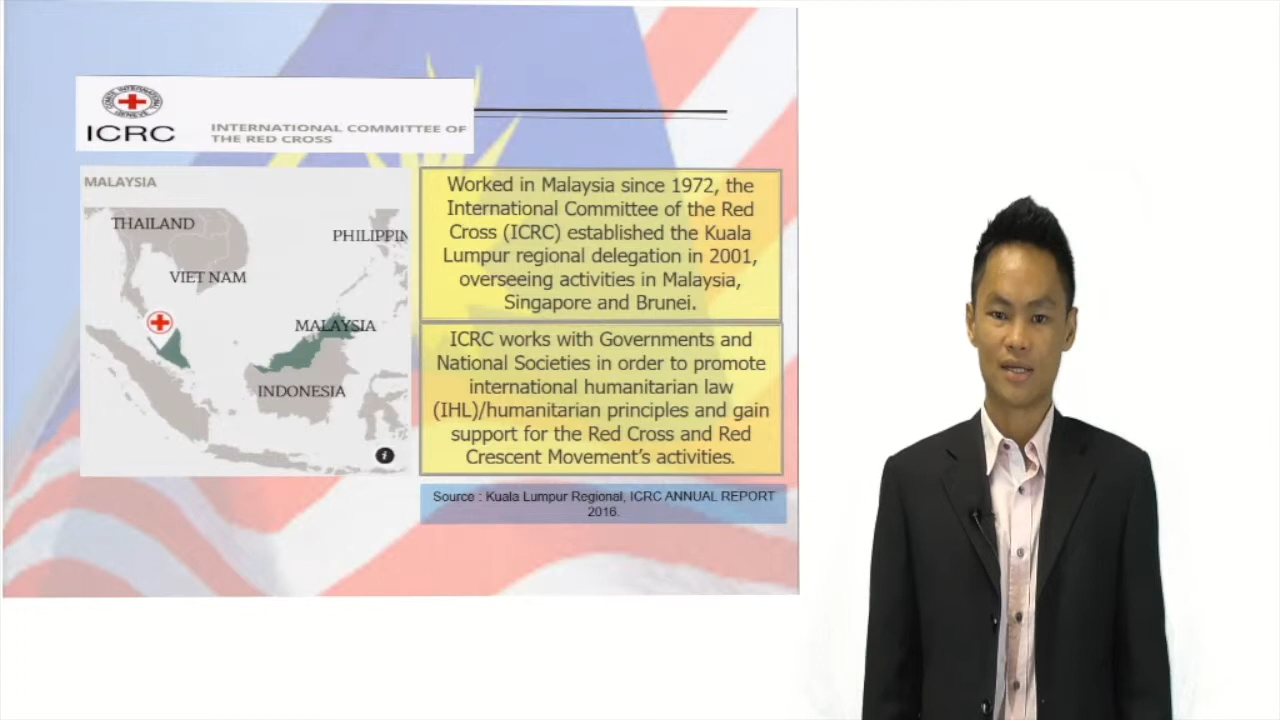 COMITE INTERNATIONAL
GENEVE
ICRC
INTERNATIONAL COMMITTEE OF
THE RED CROSS
MALAYSIA
THAILAND
PHILIPPIN
VIET NAM
MALAYSIA
INDONESIA
i
Worked in Malaysia since 1972, the
International Committee of the Red
Cross (ICRC) established the Kuala
Lumpur regional delegation in 2001,
overseeing activities in Malaysia,
Singapore and Brunei.
ICRC works with Governments and
National Societies in order to promote
international humanitarian law
(IHL)/humanitarian principles and gain
support for the Red Cross and Red
Crescent Movement's activities.
Source : Kuala Lumpur Regional, ICRC ANNUAL REPORT
2016.